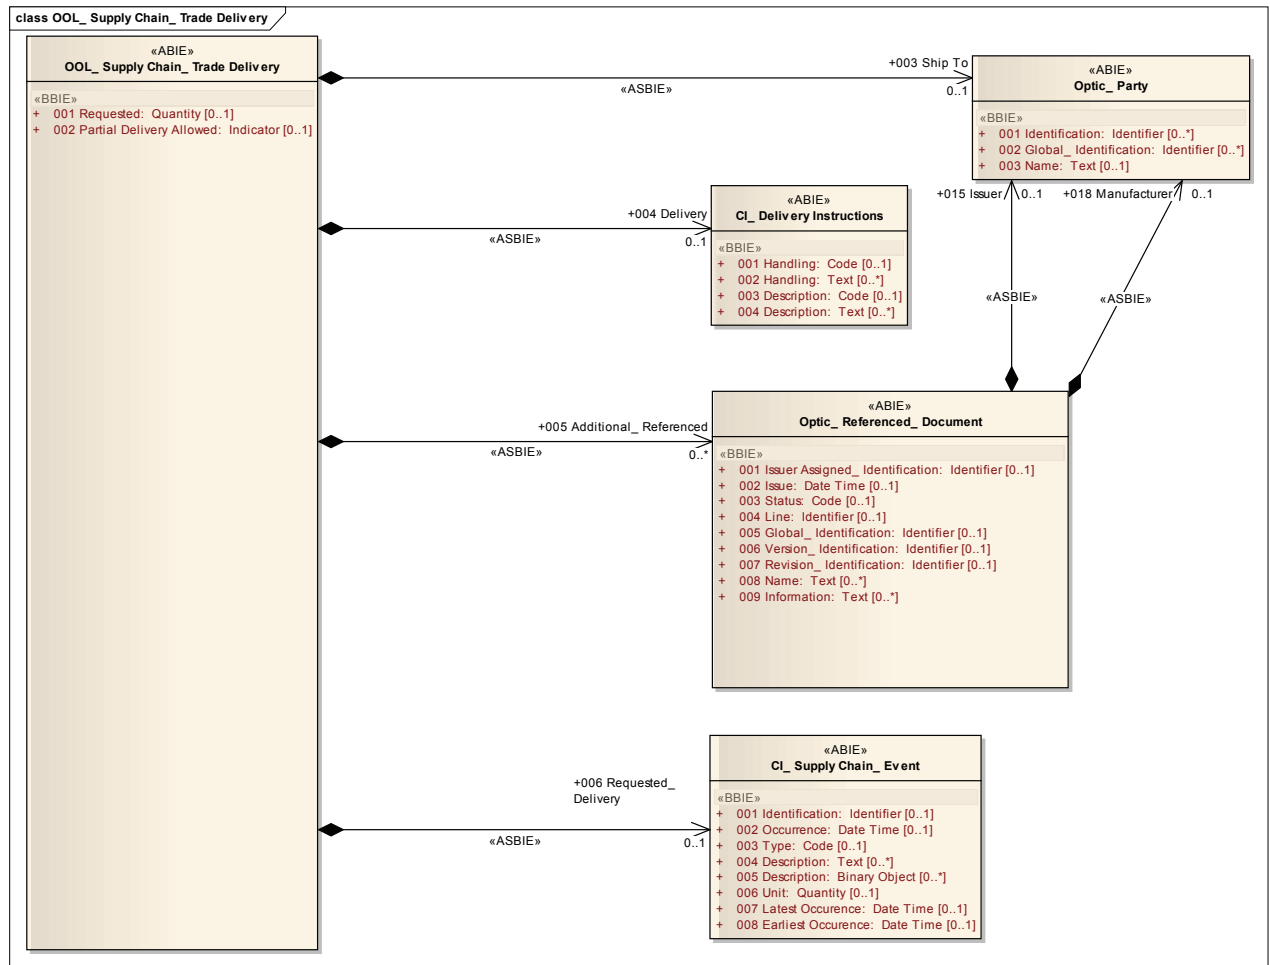 class OOL_ Supply Chain_ Trade Delivery
«ABIE»
OOL_ Supply Chain_ Trade Delivery
«BBIE»
+ 001 Requested: Quantity [0..1]
+ 002 Partial Delivery Allowed: Indicator [0..1]
+003 Ship To
0..1
«ASBIE»
«ABIE»
Optic_ Party
«BBIE»
+ 001 Identification: Identifier [0..*]
+ 002 Global_ Identification: Identifier [0..*]
+ 003 Name: Text [0..1]
+015 Issuer
0..1
+018 Manufacturer
0..1
+004 Delivery
0..1
«ASBIE»
«ABIE»
CI_ Delivery Instructions
«BBIE»
+ 001 Handling: Code [0..1]
+ 002 Handling: Text [0..*]
+ 003 Description: Code [0..1]
+ 004 Description: Text [0..*]
«ASBIE»
«ASBIE»
+005 Additional_ Referenced
0..*
«ASBIE»
«ABIE»
Optic_ Referenced_ Document
«BBIE»
+ 001 Issuer Assigned_ Identification: Identifier [0..1]
+ 002 Issue: Date Time [0..1]
+ 003 Status: Code [0..1]
+ 004 Line: Identifier [0..1]
+ 005 Global_ Identification: Identifier [0..1]
+ 006 Version_ Identification: Identifier [0..1]
+ 007 Revision_ Identification: Identifier [0..1]
+ 008 Name: Text [0..*]
+ 009 Information: Text [0..*]
+006 Requested_
Delivery
0..1
«ASBIE»
«ABIE»
CI_ Supply Chain_ Event
«BBIE»
+ 001 Identification: Identifier [0..1]
+ 002 Occurrence: Date Time [0..1]
+ 003 Type: Code [0..1]
+ 004 Description: Text [0..*]
+ 005 Description: Binary Object [0..*]
+ 006 Unit: Quantity [0..1]
+ 007 Latest Occurence: Date Time [0..1]
+ 008 Earliest Occurence: Date Time [0..1]